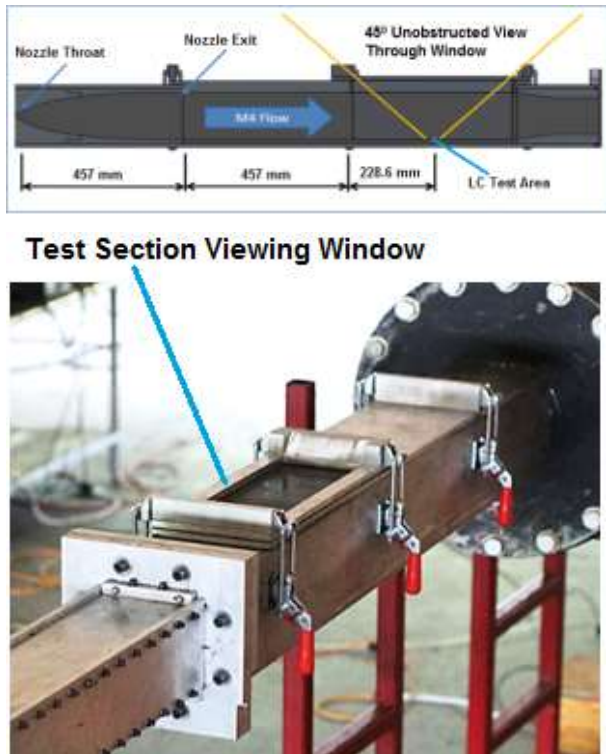 45º Unobstructed View
Through Window
Nozzle Exit
Nozzle Throat
M4 Flow
457 mm
457 mm
228.6 mm
LC Test Area
Test Section Viewing Window